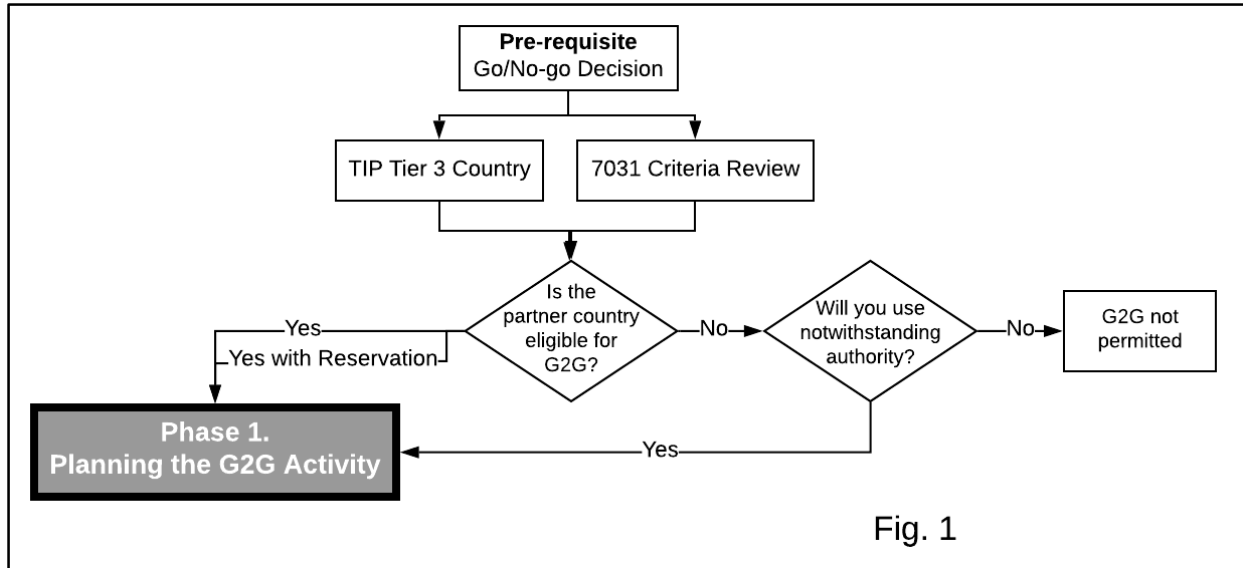 Pre-requisite
Go/No-go Decision
TIP Tier 3 Country
7031 Criteria Review
Is the
partner country
eligible for
G2G?
Will you use
notwithstanding
authority?
G2G not
permitted
Yes
No
No
Yes with Reservation
Phase 1.
Planning the G2G Activity
Yes
Fig. 1